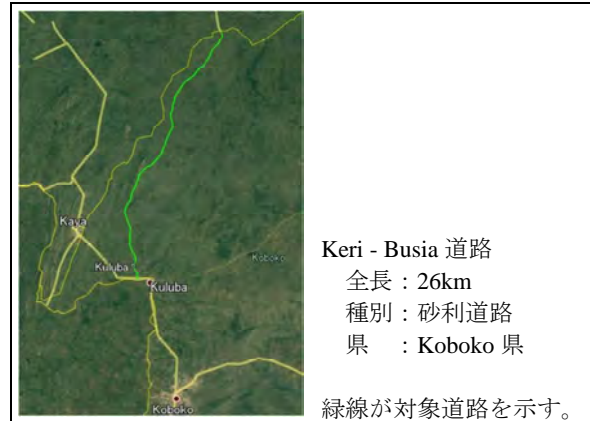 Kaya
Kuluba
Kuluba
Koboko
Koboko
Keri - Busia 道路
全長：26km
種別：砂利道路
県　：Koboko 県
緑線が対象道路を示す。